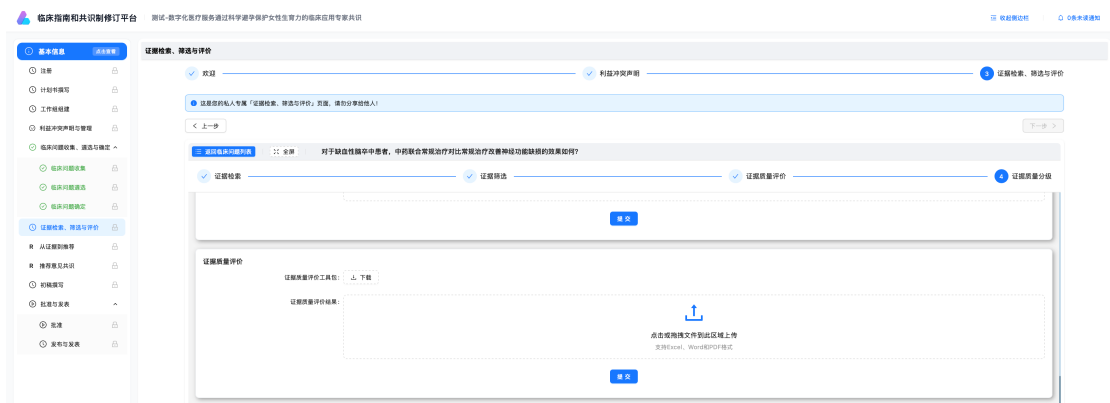 临床指南和共识制修订平台 测试-数字化医疗服务通过科学避孕保护女性生育力的临床应用专家共识 收起侧边栏 0条未读通知
基本信息 点击查看
注册
计划书撰写
工作组组建
利益冲突声明与管理
临床问题收集、遴选与确定
临床问题收集
临床问题遴选
临床问题确定
证据检索、筛选与评价
R 从证据到推荐
R 推荐意见共识
初稿撰写
批准与发表
批准
发布与发表
证据检索、筛选与评价
欢迎 利益冲突声明 3 证据检索、筛选与评价
这是您的私人专属「证据检索、筛选与评价」页面，请勿分享给他人!
< 上一步 下一步 >
返回临床问题列表 全屏 对于缺血性脑卒中患者，中药联合常规治疗对比常规治疗改善神经功能缺损的效果如何?
证据检索 证据筛选 证据质量评价 4 证据质量分级
提 交
证据质量评价
证据质量评价工具包: 下载
证据质量评价结果:
点击或拖拽文件到此区域上传
支持Excel、Word和PDF格式
提 交